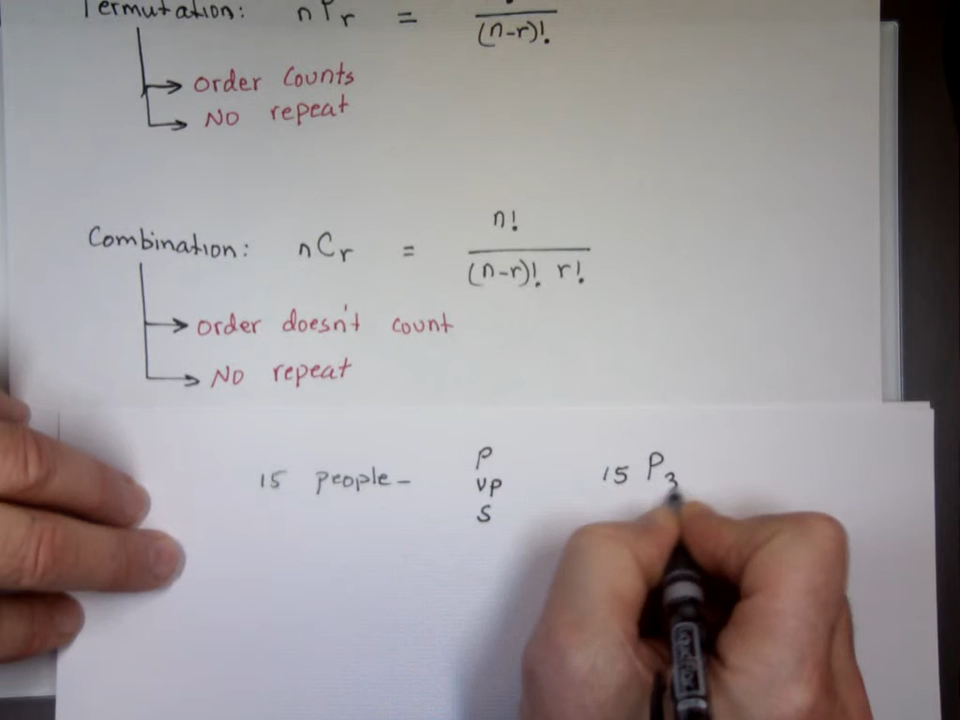 Permutation: nPr = 
(n-r)!
order counts
NO repeat
n!
Combination: nCr =
(n-r)! r!
order doesn't count
NO repeat
P
15 people- VP 15 P3
S